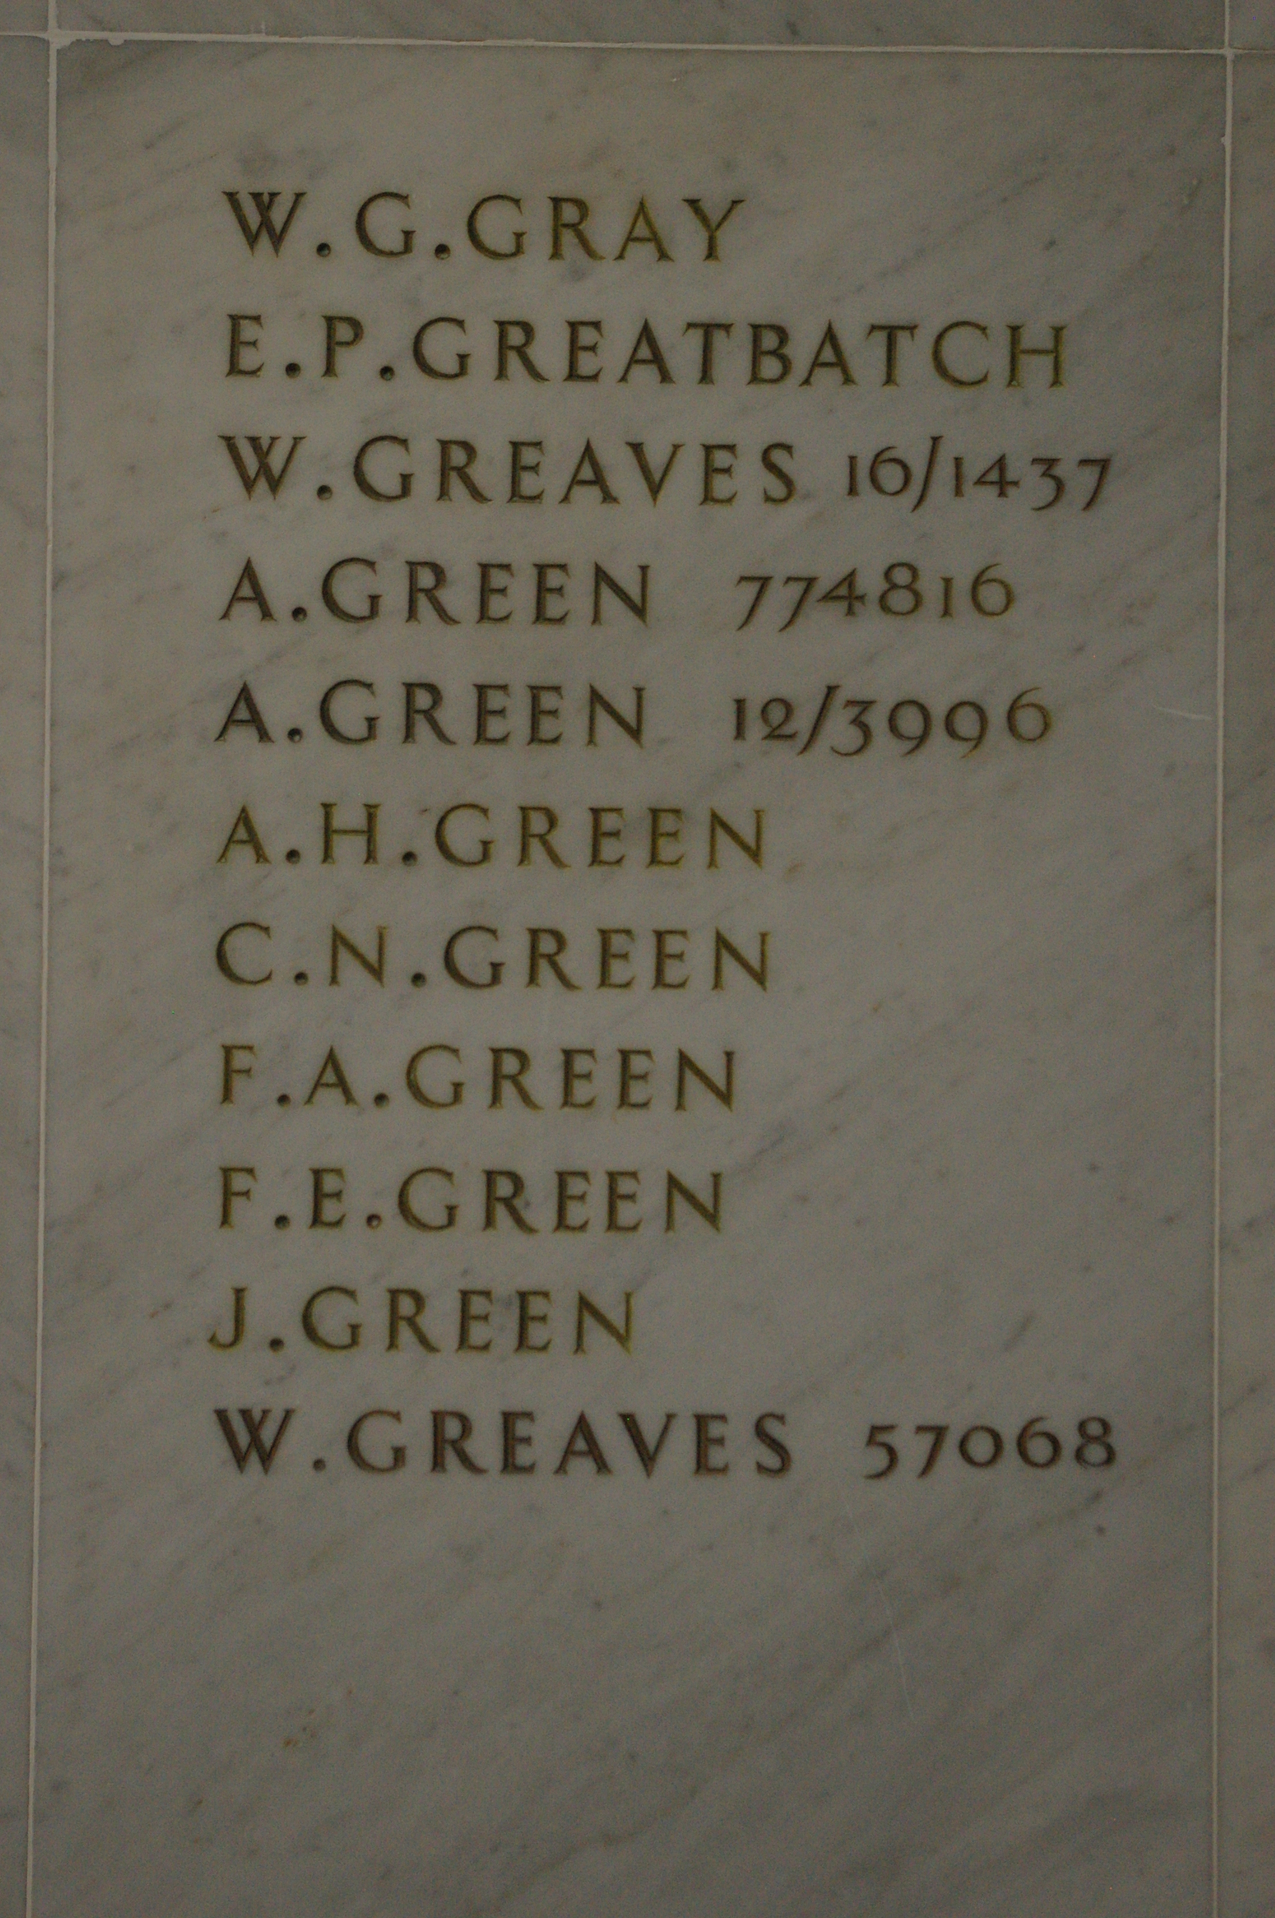 W.G.GRAY
E.P.GREATBATCH
W.GREAVES 16/1437
A.GREEN 774816
A.GREEN 12/3996
A.H.GREEN
C.N.GREEN
F.A.GREEN
F.E.GREEN
J.GREEN
W.GREAVES 57068